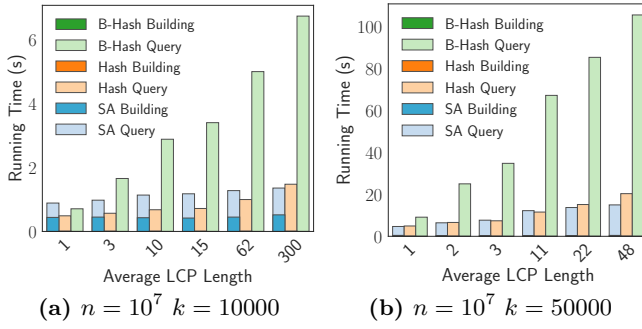 B-Hash Building
B-Hash Query
Hash Building
Hash Query
SA Building
SA Query
Running Time (s)
6
4
2
0
1 3 10 15 62 300
Average LCP Length
(a) n = 10^7 k = 10000
B-Hash Building
B-Hash Query
Hash Building
Hash Query
SA Building
SA Query
Running Time (s)
100
80
60
40
20
0
1 2 3 11 22 48
Average LCP Length
(b) n = 10^7 k = 50000